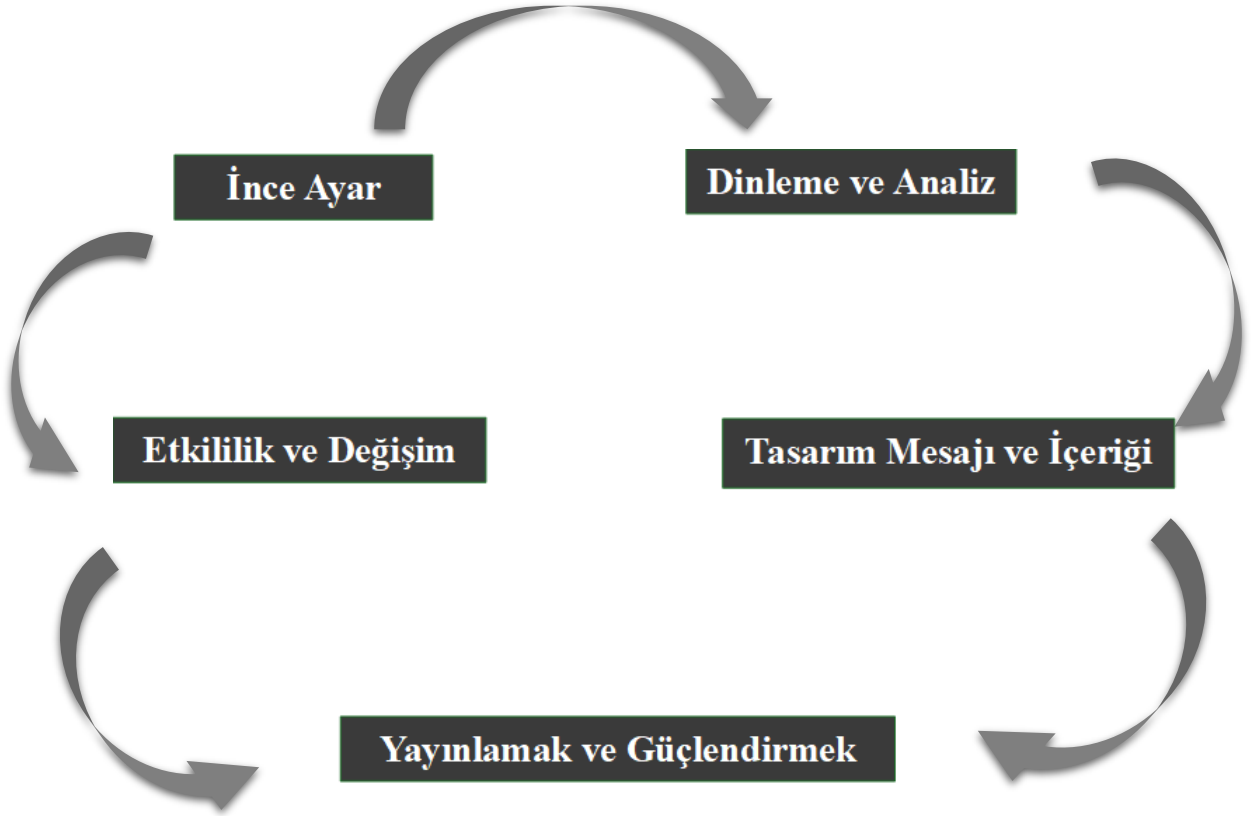 İnce Ayar
Dinleme ve Analiz
Etkililik ve Değişim
Tasarım Mesajı ve İçeriği
Yayınlamak ve Güçlendirmek